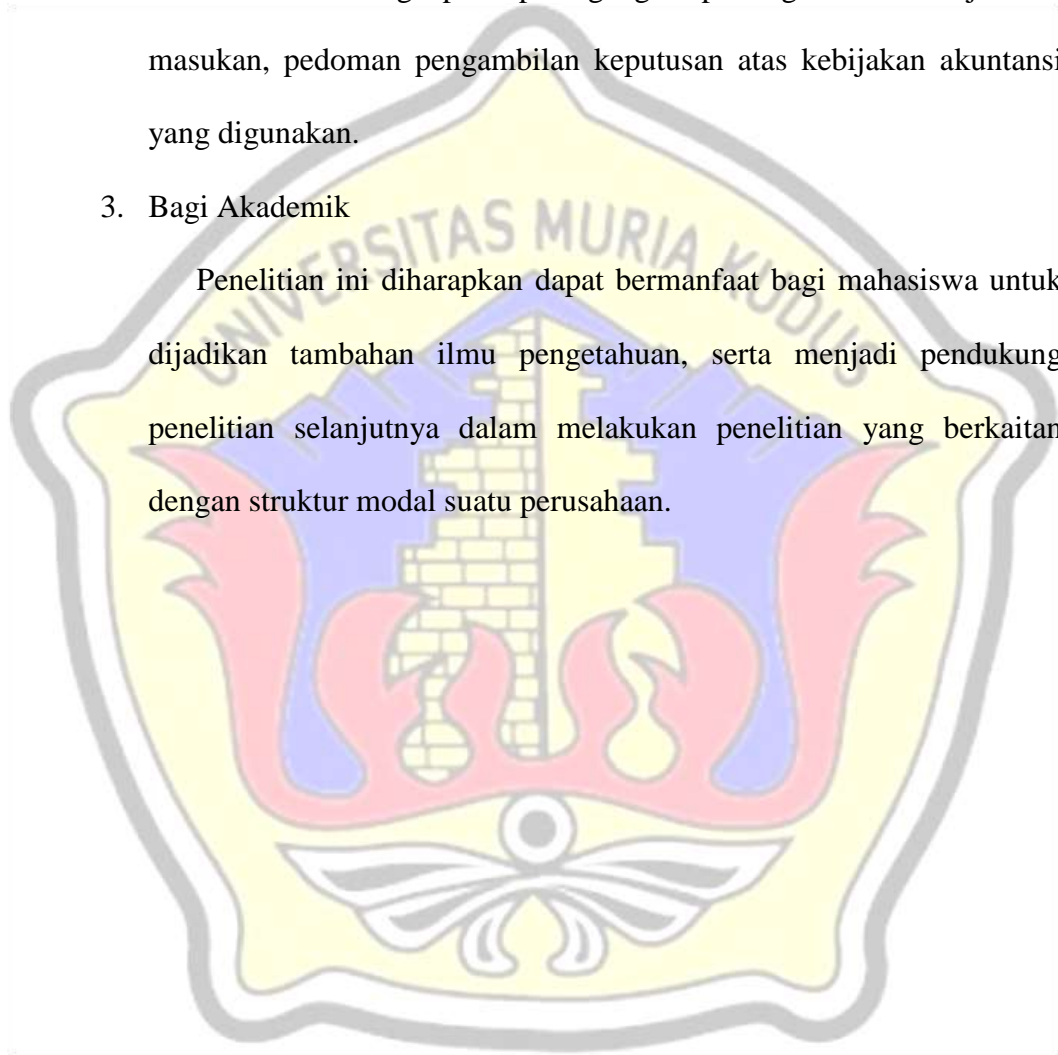 masukan, pedoman pengambilan keputusan atas kebijakan akuntansi
yang digunakan.
3. Bagi Akademik
UNIVERSITAS MURIA KUDUS
Penelitian ini diharapkan dapat bermanfaat bagi mahasiswa untuk
dijadikan tambahan ilmu pengetahuan, serta menjadi pendukung
penelitian selanjutnya dalam melakukan penelitian yang berkaitan
dengan struktur modal suatu perusahaan.